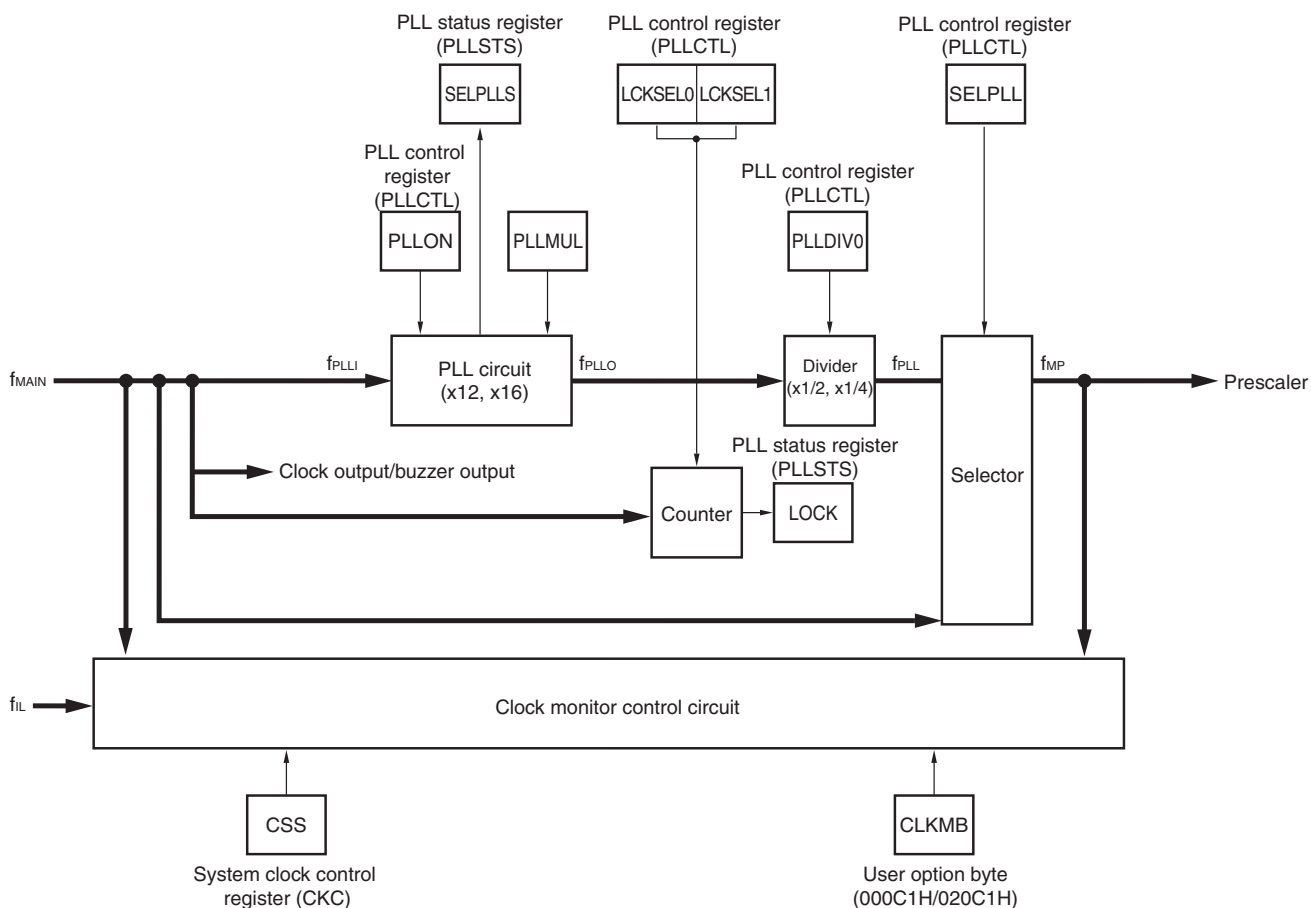 PLL status register
(PLLSTS)
SELPLLS
PLL control register
(PLLCTL)
LCKSEL0 LCKSEL1
PLL control register
(PLLCTL)
SELPLL
PLL control
register
(PLLCTL)
PLLON
PLLMUL
PLL control register
(PLLCTL)
PLLDIV0
fMAIN
fPLLI
PLL circuit
(x12, x16)
fPLLO
Divider
(x1/2, x1/4)
fPLL
Selector
fMP
Prescaler
Clock output/buzzer output
Counter
PLL status register
(PLLSTS)
LOCK
fIL
Clock monitor control circuit
CSS
System clock control
register (CKC)
CLKMB
User option byte
(000C1H/020C1H)